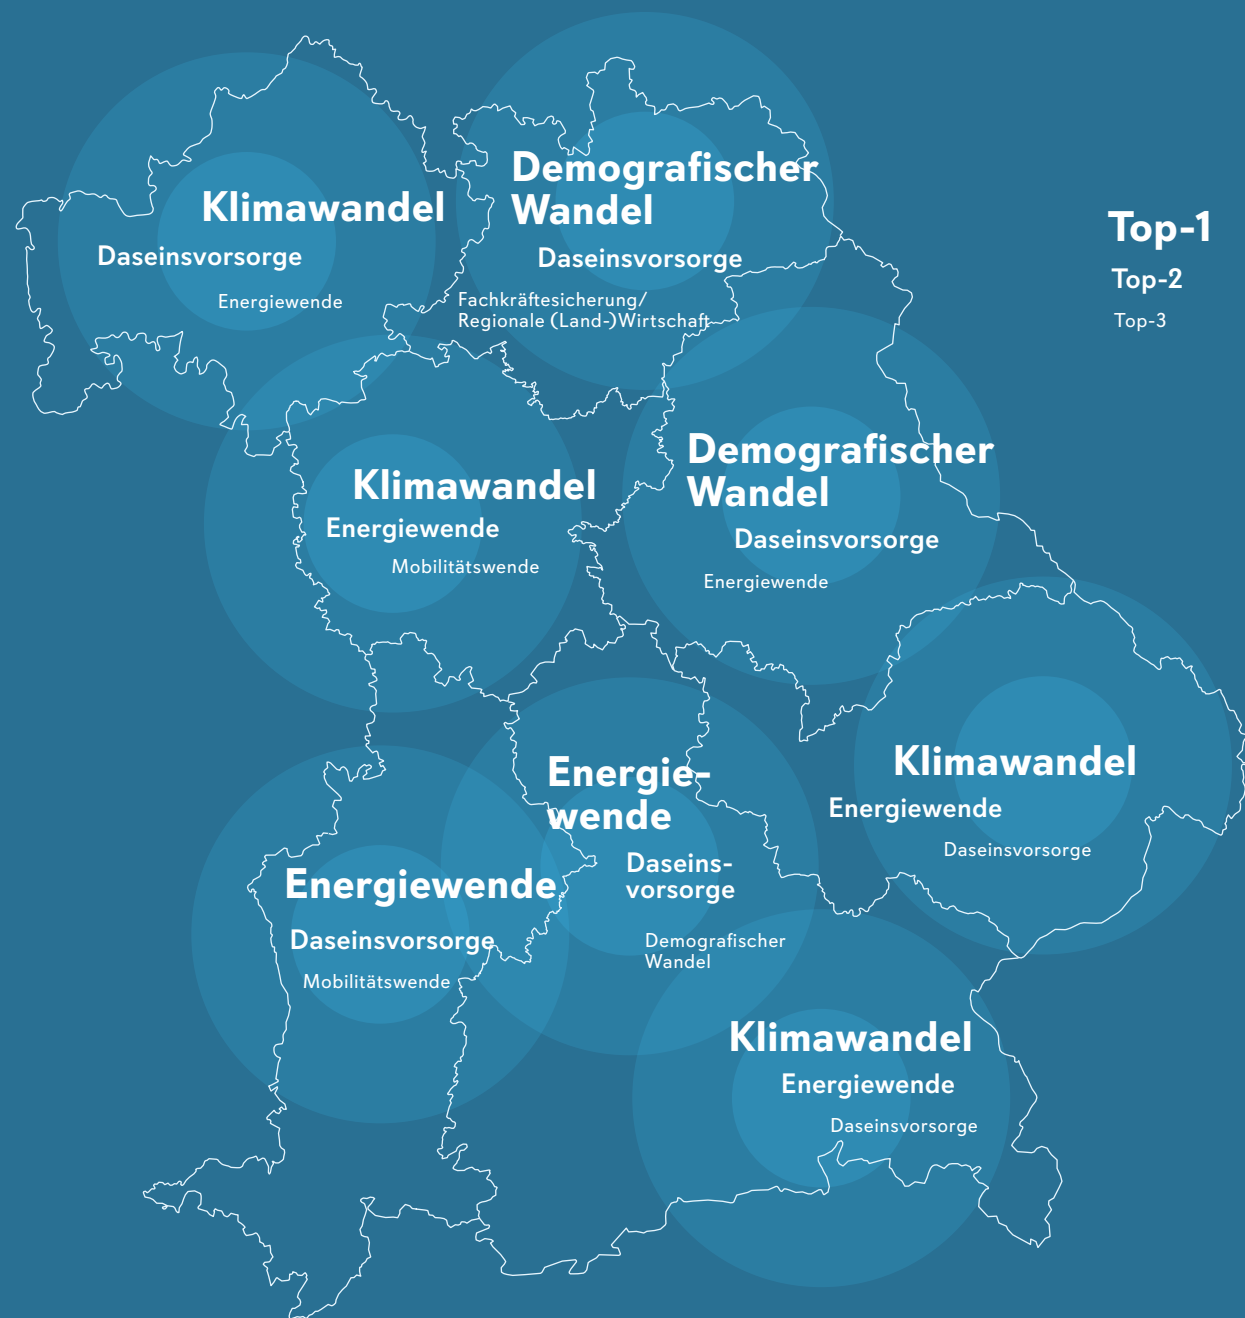 Klimawandel
Daseinsvorsorge
Energiewende
Demografischer
Wandel
Daseinsvorsorge
Fachkräftesicherung/
Regionale (Land-)Wirtschaft
Top-1
Top-2
Top-3
Klimawandel
Energiewende
Mobilitätswende
Demografischer
Wandel
Daseinsvorsorge
Energiewende
Energie-
wende
Daseins-
vorsorge
Demografischer
Wandel
Klimawandel
Energiewende
Daseinsvorsorge
Energiewende
Daseinsvorsorge
Mobilitätswende
Klimawandel
Energiewende
Daseinsvorsorge